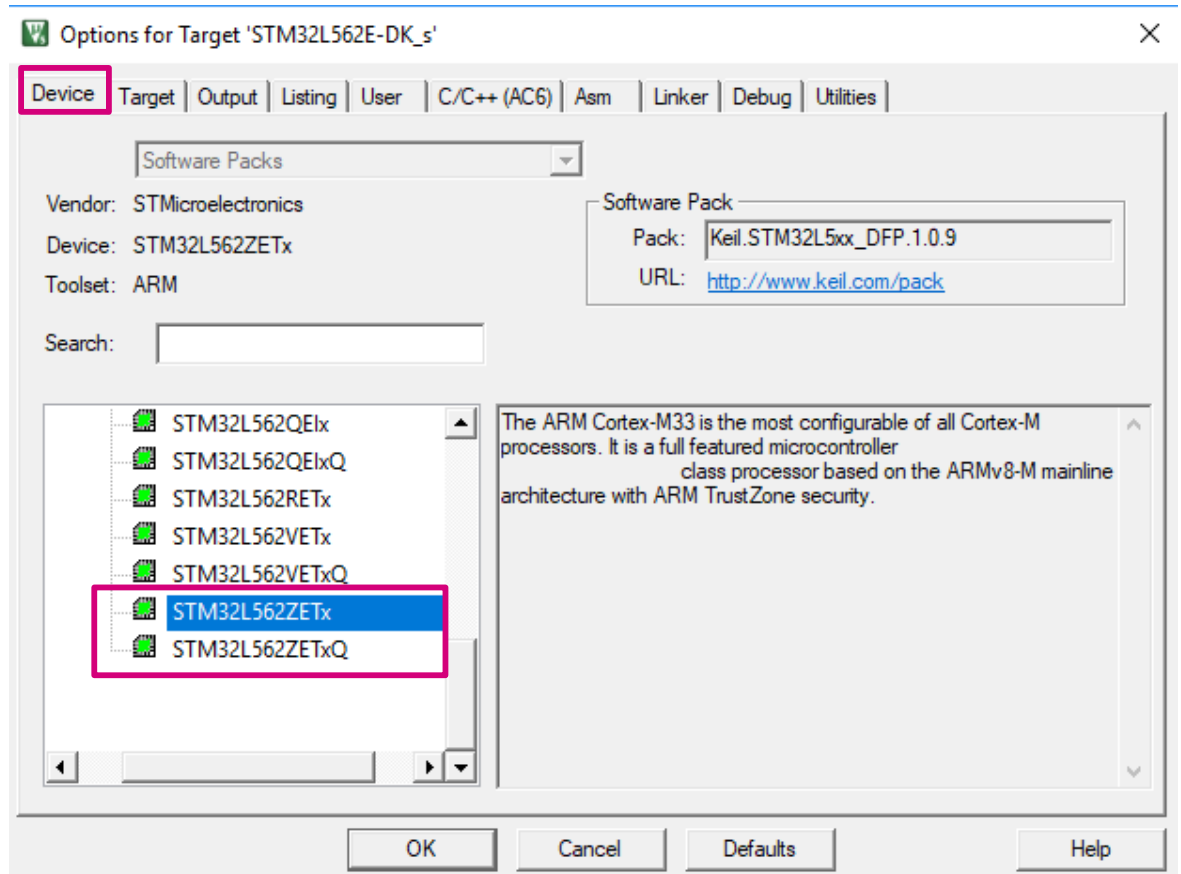 Options for Target 'STM32L562E-DK_s'
Device Target Output Listing User C/C++ (AC6) Asm Linker Debug Utilities
Software Packs
Vendor: STMicroelectronics
Device: STM32L562ZETx
Toolset: ARM
Software Pack
Pack: Keil.STM32L5xx_DFP.1.0.9
URL: http://www.keil.com/pack
Search:
STM32L562QEIx
STM32L562QEIxQ
STM32L562RETx
STM32L562VETx
STM32L562VETxQ
STM32L562ZETx
STM32L562ZETxQ
The ARM Cortex-M33 is the most configurable of all Cortex-M
processors. It is a full featured microcontroller
class processor based on the ARMv8-M mainline
architecture with ARM TrustZone security.
OK Cancel Defaults Help